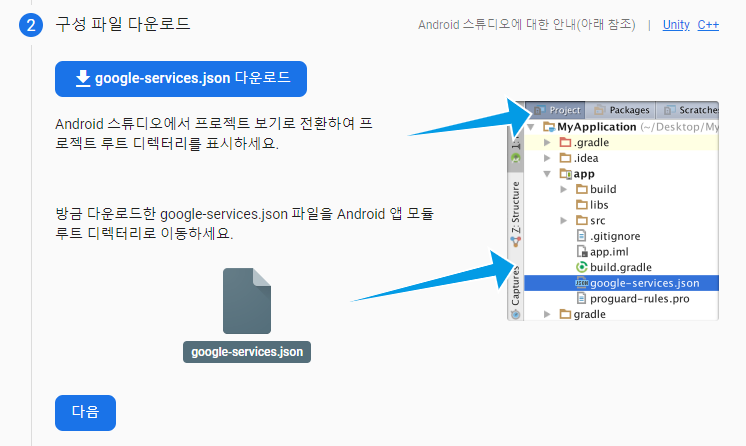 2 구성 파일 다운로드
Android 스튜디오에 대한 안내(아래 참조) | Unity C++
google-services.json 다운로드
Android 스튜디오에서 프로젝트 보기로 전환하여 프
로젝트 루트 디렉터리를 표시하세요.
방금 다운로드한 google-services.json 파일을 Android 앱 모듈
루트 디렉터리로 이동하세요.
google-services.json
다음
Project Packages Scratches
MyApplication (~/Desktop/My
.gradle
.idea
app
build
libs
src
.gitignore
app.iml
build.gradle
google-services.json
proguard-rules.pro
gradle
Z: Structure
Captures